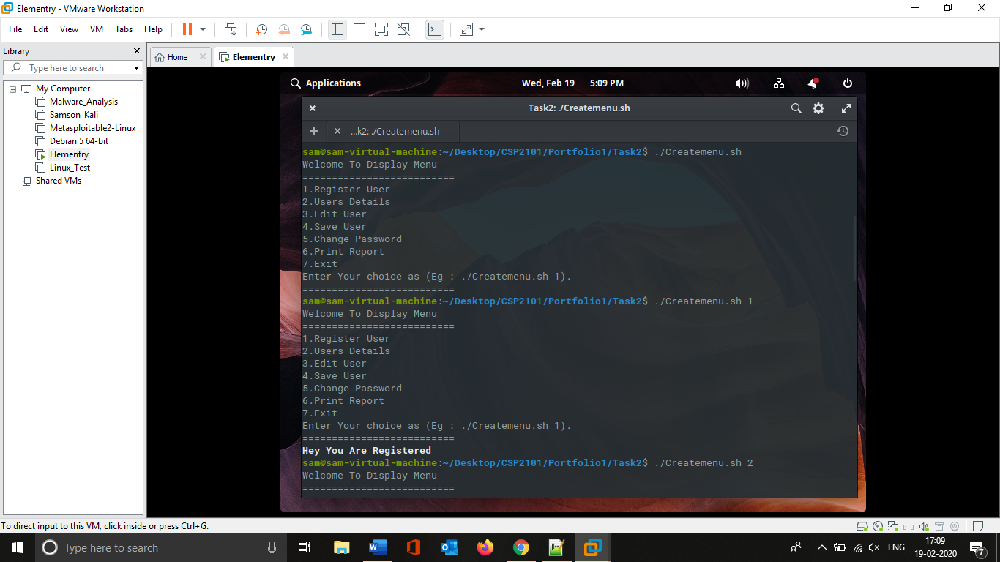 Elementry - VMware Workstation
File Edit View VM Tabs Help
Library
Type here to search
My Computer
Malware_Analysis
Samson_Kali
Metasploitable2-Linux
Debian 5 64-bit
Elementry
Linux_Test
Shared VMs
Home
Elementry
Applications
Wed, Feb 19 5:09 PM
Task2: ./Createmenu.sh
...k2: ./Createmenu.sh
sam@sam-virtual-machine:~/Desktop/CSP2101/Portfolio1/Task2$ ./Createmenu.sh
Welcome To Display Menu
==========================
1.Register User
2.Users Details
3.Edit User
4.Save User
5.Change Password
6.Print Report
7.Exit
Enter Your choice as (Eg : ./Createmenu.sh 1).
==========================
sam@sam-virtual-machine:~/Desktop/CSP2101/Portfolio1/Task2$ ./Createmenu.sh 1
Welcome To Display Menu
==========================
1.Register User
2.Users Details
3.Edit User
4.Save User
5.Change Password
6.Print Report
7.Exit
Enter Your choice as (Eg : ./Createmenu.sh 1).
==========================
Hey You Are Registered
sam@sam-virtual-machine:~/Desktop/CSP2101/Portfolio1/Task2$ ./Createmenu.sh 2
Welcome To Display Menu
==========================
To direct input to this VM, click inside or press Ctrl+G.
Type here to search
ENG
17:09
19-02-2020
7